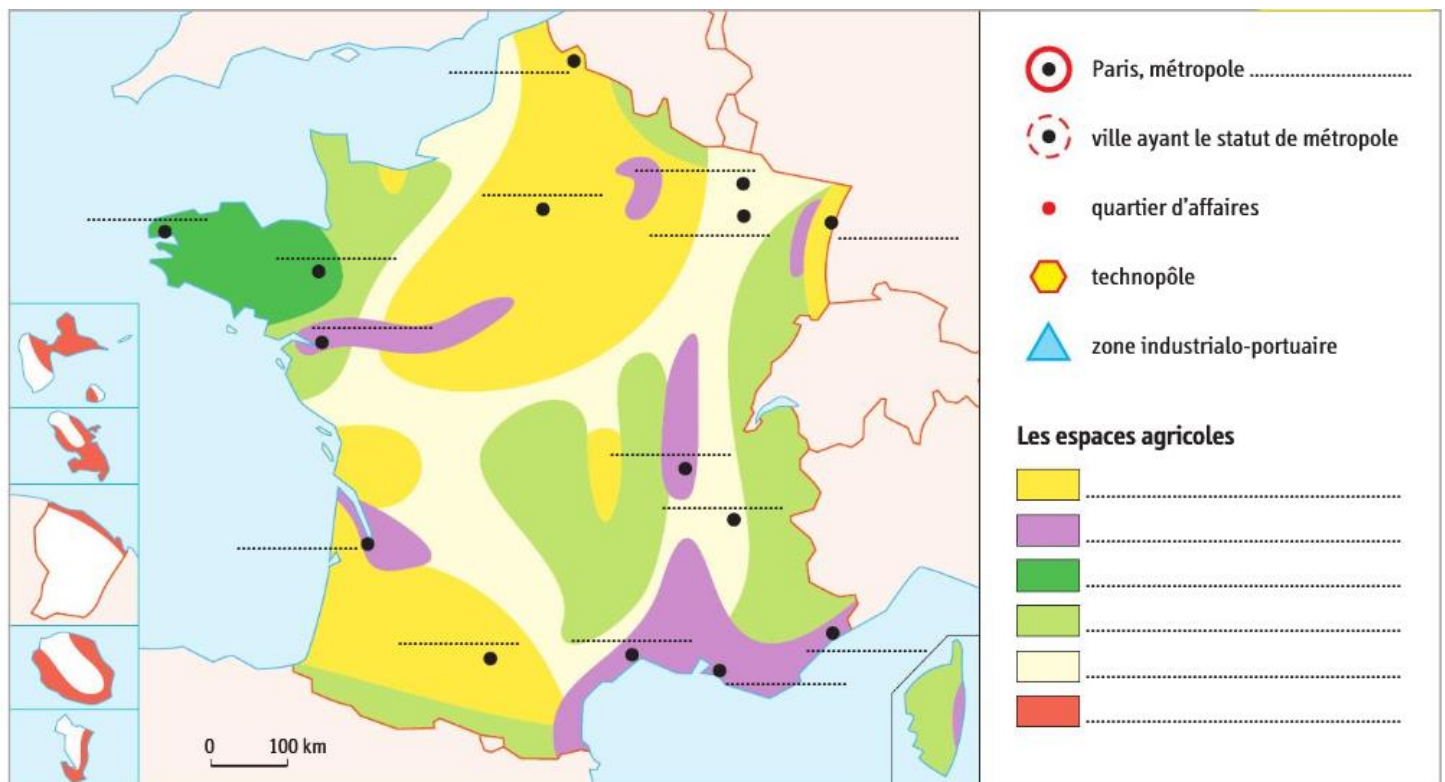 Paris, métropole ................................
ville ayant le statut de métropole
quartier d'affaires
technopôle
zone industrialo-portuaire
Les espaces agricoles
0 100 km